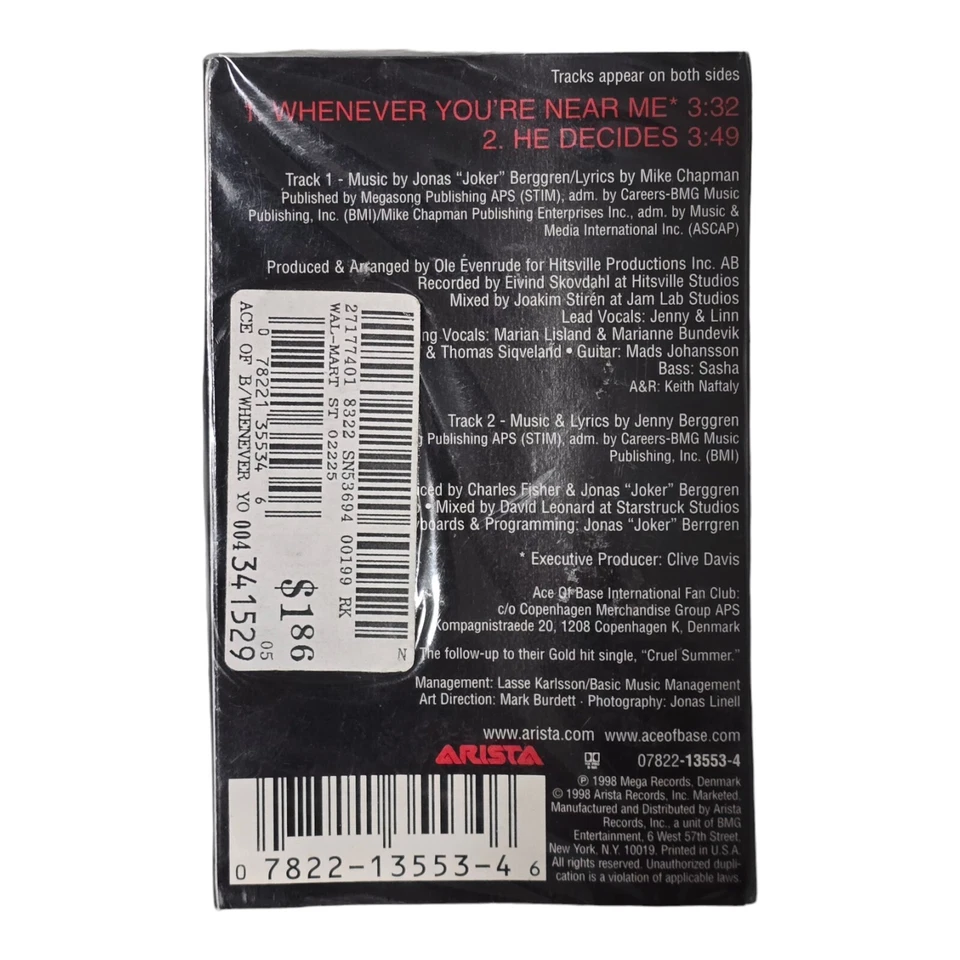 Tracks appear on both sides
1. WHENEVER YOU'RE NEAR ME* 3:32
2. HE DECIDES 3:49
Track 1 - Music by Jonas "Joker" Berggren/Lyrics by Mike Chapman
Published by Megasong Publishing APS (STIM), adm. by Careers-BMG Music
Publishing, Inc. (BMI)/Mike Chapman Publishing Enterprises Inc., adm. by Music &
Media International Inc. (ASCAP)
Produced & Arranged by Ole Evenrude for Hitsville Productions Inc. AB
Recorded by Eivind Skovdahl at Hitsville Studios
Mixed by Joakim Stirén at Jam Lab Studios
Lead Vocals: Jenny & Linn
ng Vocals: Marian Lisland & Marianne Bundevik
& Thomas Siqveland • Guitar: Mads Johansson
Bass: Sasha
A&R: Keith Naftaly
Track 2 - Music & Lyrics by Jenny Berggren
g Publishing APS (STIM), adm. by Careers-BMG Music
Publishing, Inc. (BMI)
iced by Charles Fisher & Jonas "Joker" Berggren
• Mixed by David Leonard at Starstruck Studios
yboards & Programming: Jonas "Joker" Berrgren
* Executive Producer: Clive Davis
Ace Of Base International Fan Club:
c/o Copenhagen Merchandise Group APS
Kompagnistraede 20, 1208 Copenhagen K, Denmark
The follow-up to their Gold hit single, "Cruel Summer."
Management: Lasse Karlsson/Basic Music Management
Art Direction: Mark Burdett · Photography: Jonas Linell
www.arista.com www.aceofbase.com
ARISTA
07822-13553-4
℗ 1998 Mega Records, Denmark
© 1998 Arista Records, Inc. Marketed,
Manufactured and Distributed by Arista
Records, Inc., a unit of BMG
Entertainment, 6 West 57th Street,
New York, N.Y. 10019. Printed in U.S.A.
All rights reserved. Unauthorized dupli-
cation is a violation of applicable laws.
0 7822-13553-4 6
27177401 8322 SN53694 00199 RK
WAL-MART ST 02225
$186
N
0 78221 35534 6
ACE OF B/WHENEVER YO 004341529
05